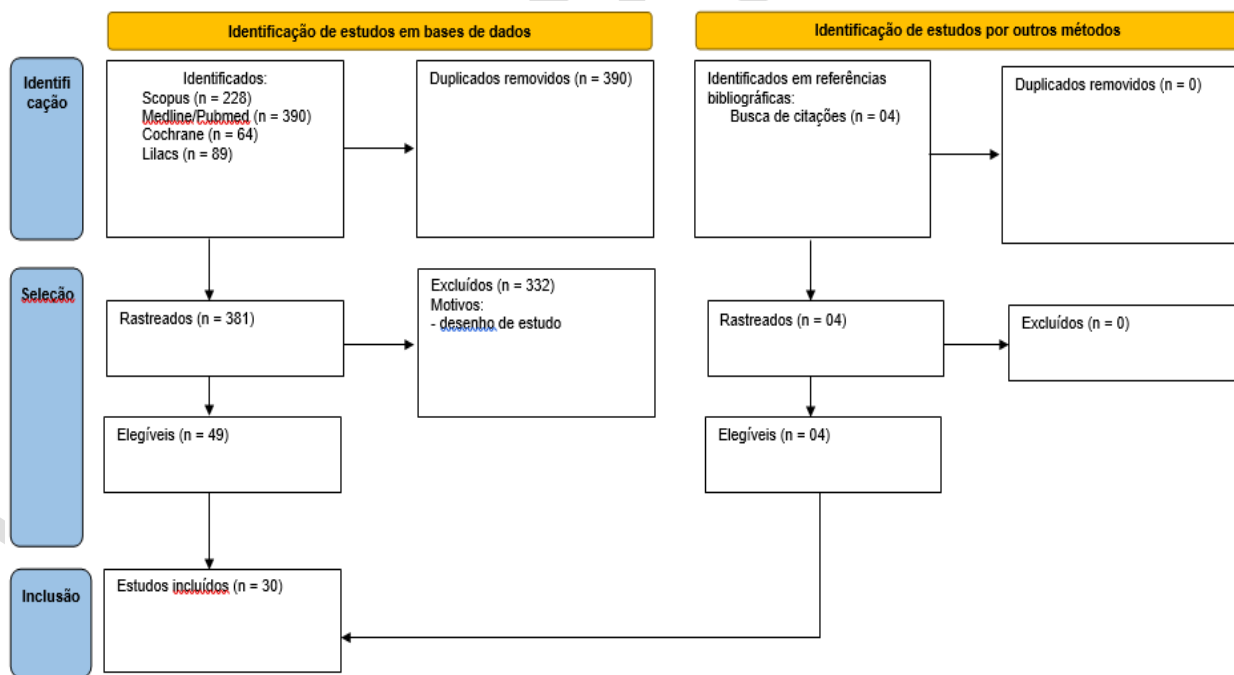 Identificação de estudos em bases de dados
Identificação de estudos por outros métodos
Identifi
cação
Identificados:
Scopus (n = 228)
Medline/Pubmed (n = 390)
Cochrane (n = 64)
Lilacs (n = 89)
Duplicados removidos (n = 390)
Identificados em referências
bibliográficas:
Busca de citações (n = 04)
Duplicados removidos (n = 0)
Seleção
Rastreados (n = 381)
Excluídos (n = 332)
Motivos:
- desenho de estudo
Rastreados (n = 04)
Excluídos (n = 0)
Elegíveis (n = 49)
Elegíveis (n = 04)
Inclusão
Estudos incluídos (n = 30)